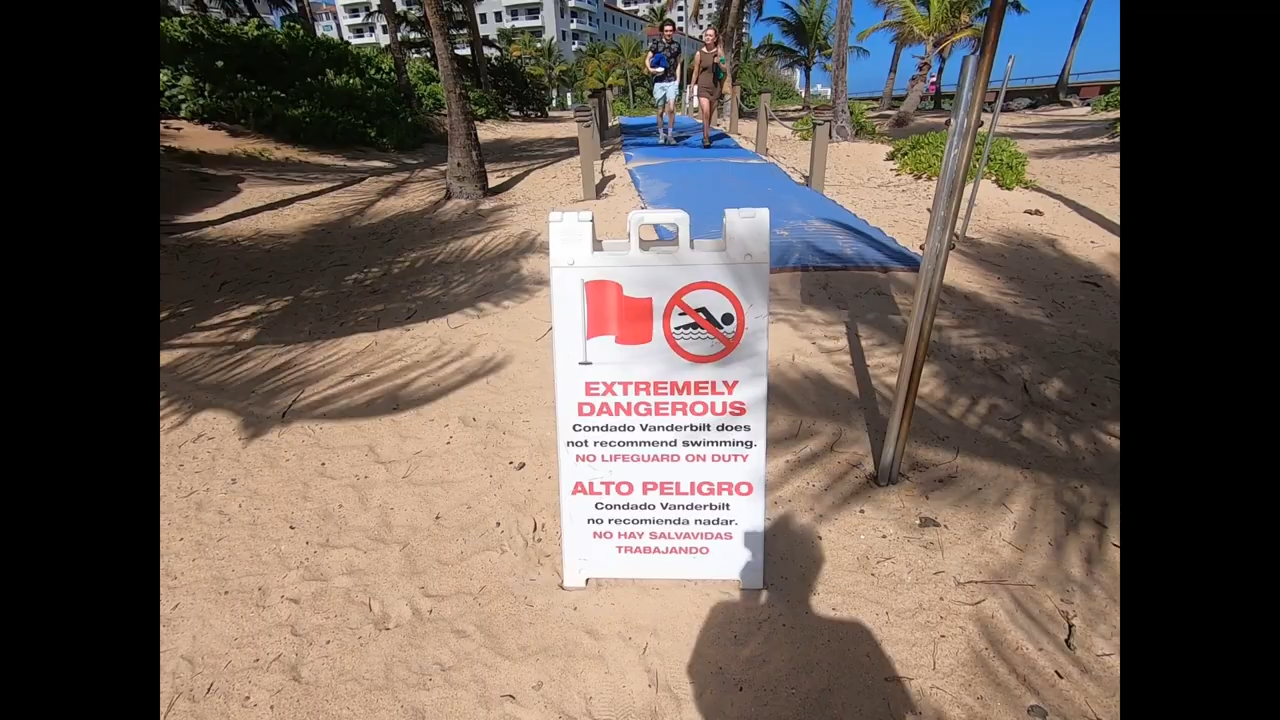 EXTREMELY
DANGEROUS
Condado Vanderbilt does
not recommend swimming.
NO LIFEGUARD ON DUTY
ALTO PELIGRO
Condado Vanderbilt
no recomienda nadar.
NO HAY SALVAVIDAS
TRABAJANDO